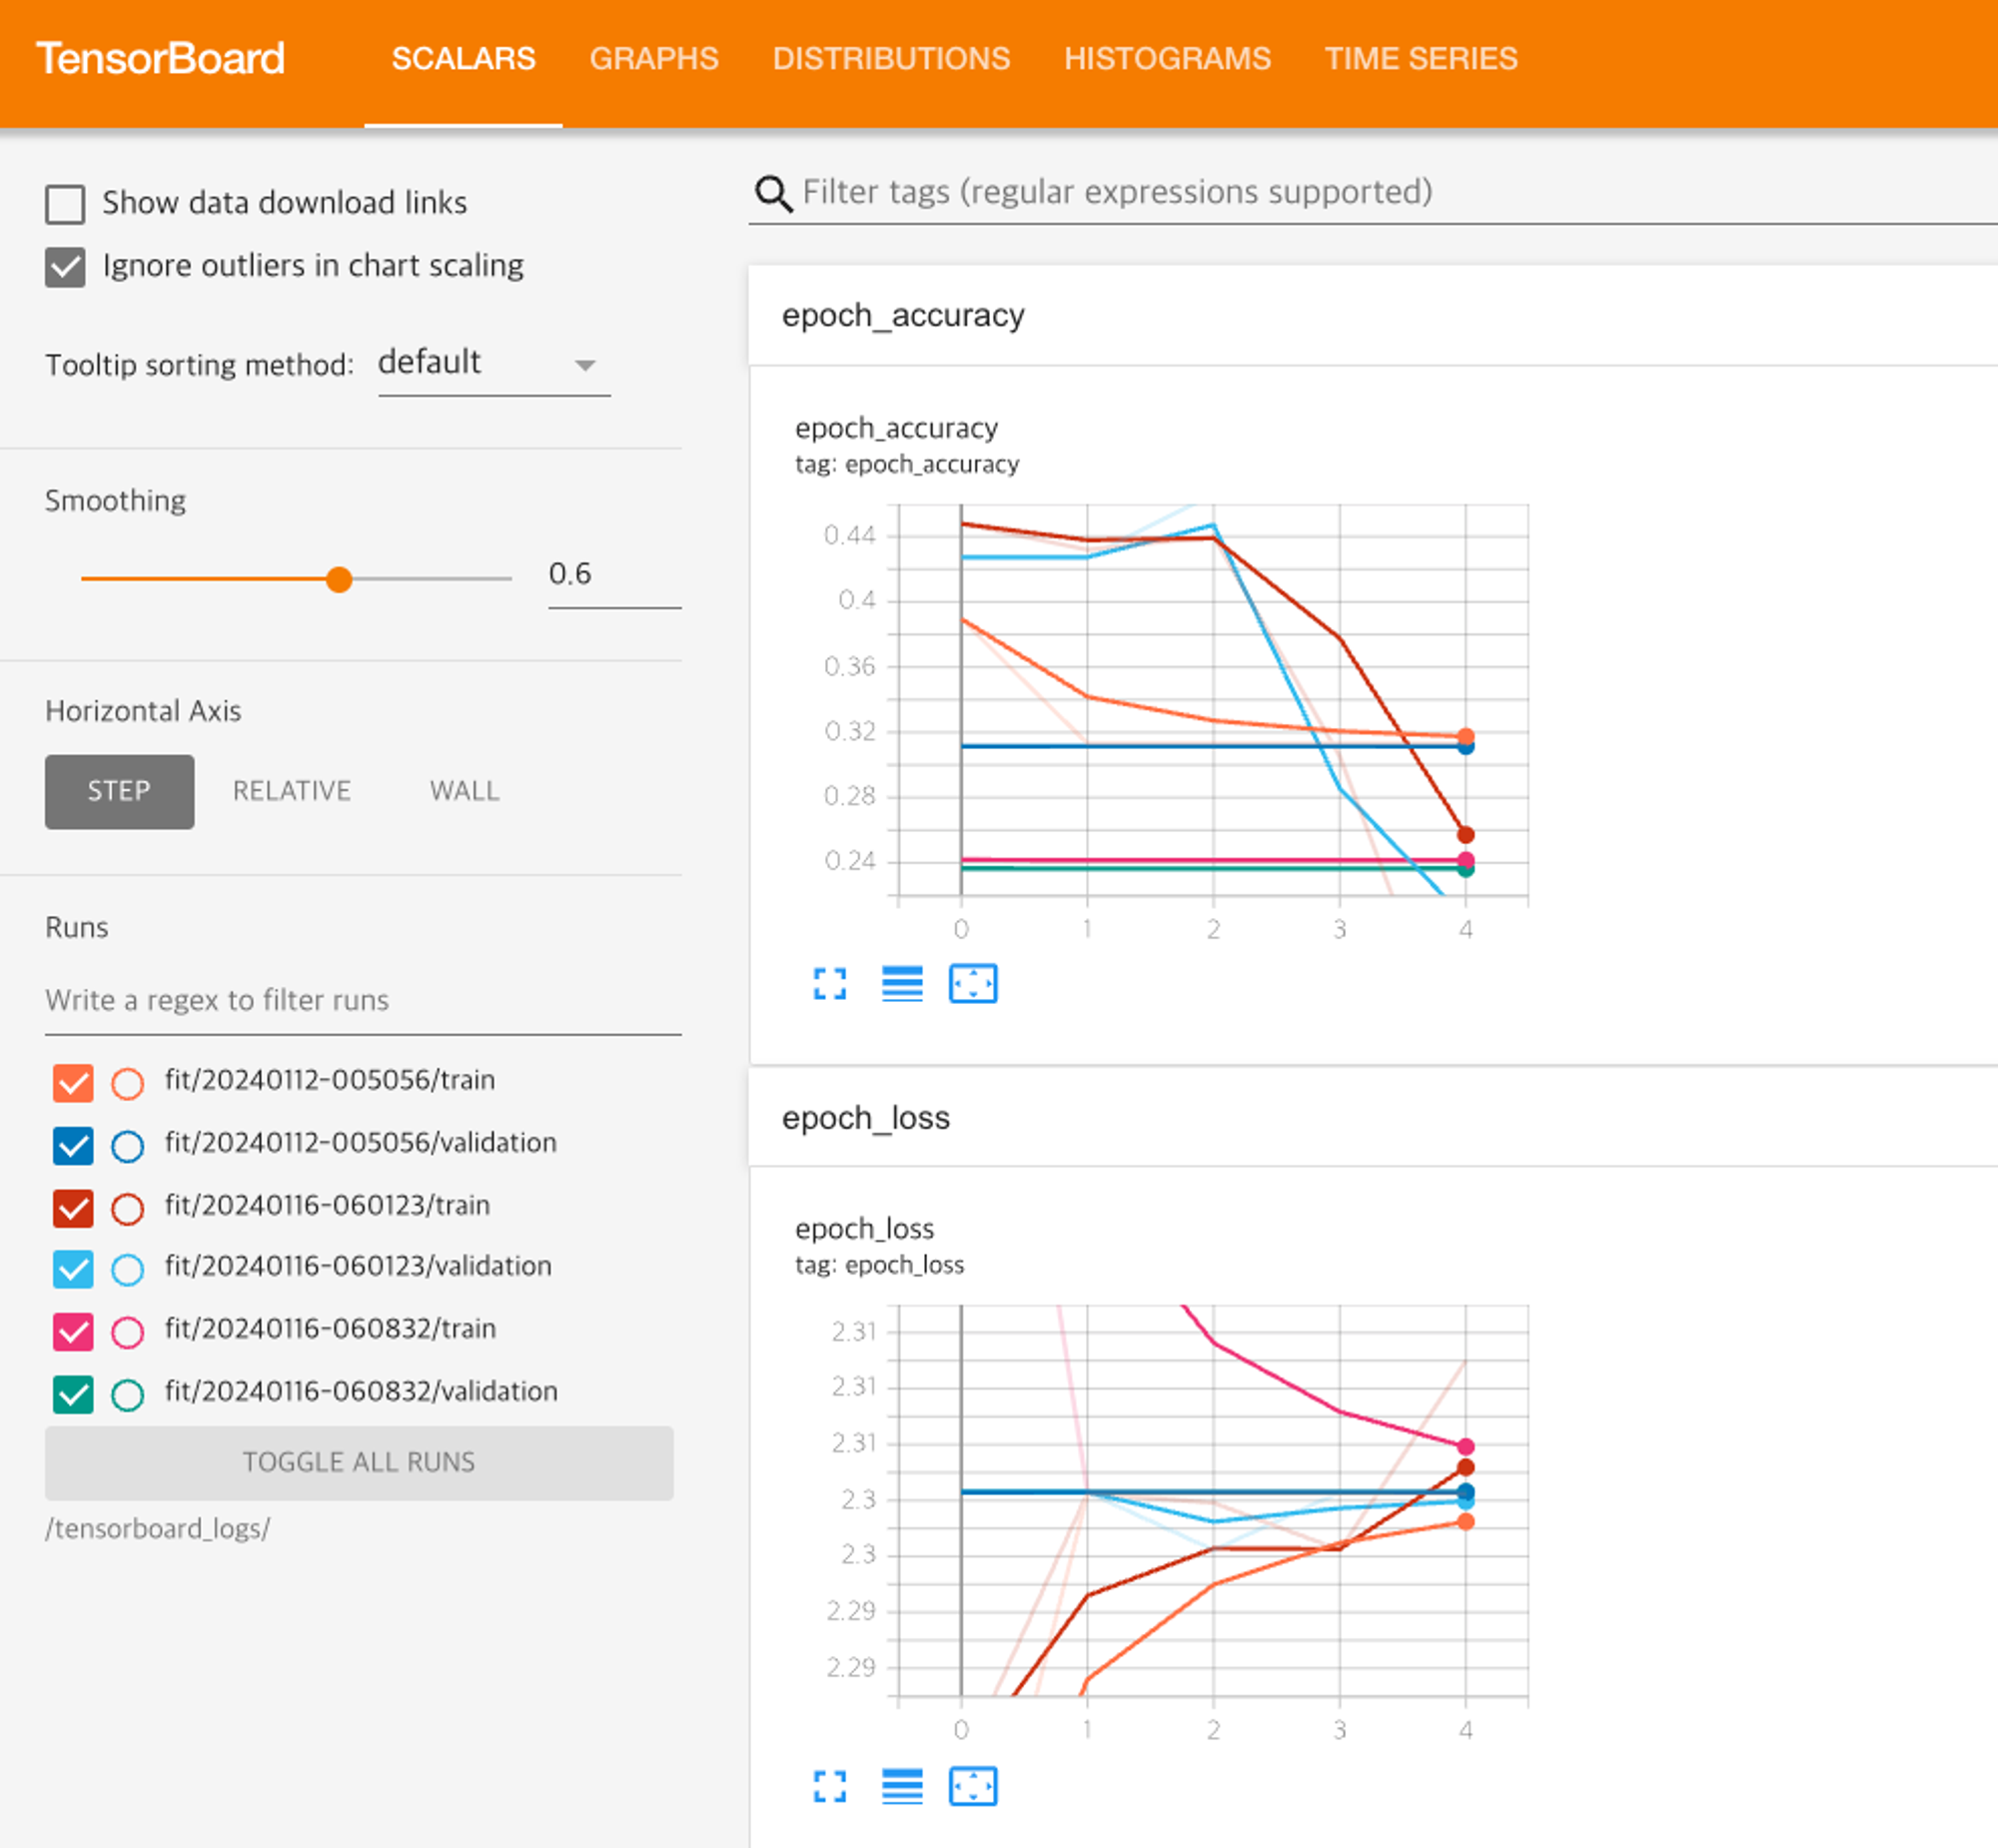 TensorBoard SCALARS GRAPHS DISTRIBUTIONS HISTOGRAMS TIME SERIES
Show data download links
Ignore outliers in chart scaling
Tooltip sorting method: default
Smoothing
0.6
Horizontal Axis
STEP RELATIVE WALL
Runs
Write a regex to filter runs
fit/20240112-005056/train
fit/20240112-005056/validation
fit/20240116-060123/train
fit/20240116-060123/validation
fit/20240116-060832/train
fit/20240116-060832/validation
TOGGLE ALL RUNS
/tensorboard_logs/
Filter tags (regular expressions supported)
epoch_accuracy
epoch_accuracy
tag: epoch_accuracy
0.44
0.4
0.36
0.32
0.28
0.24
0 1 2 3 4
epoch_loss
epoch_loss
tag: epoch_loss
2.31
2.31
2.31
2.3
2.3
2.29
2.29
0 1 2 3 4